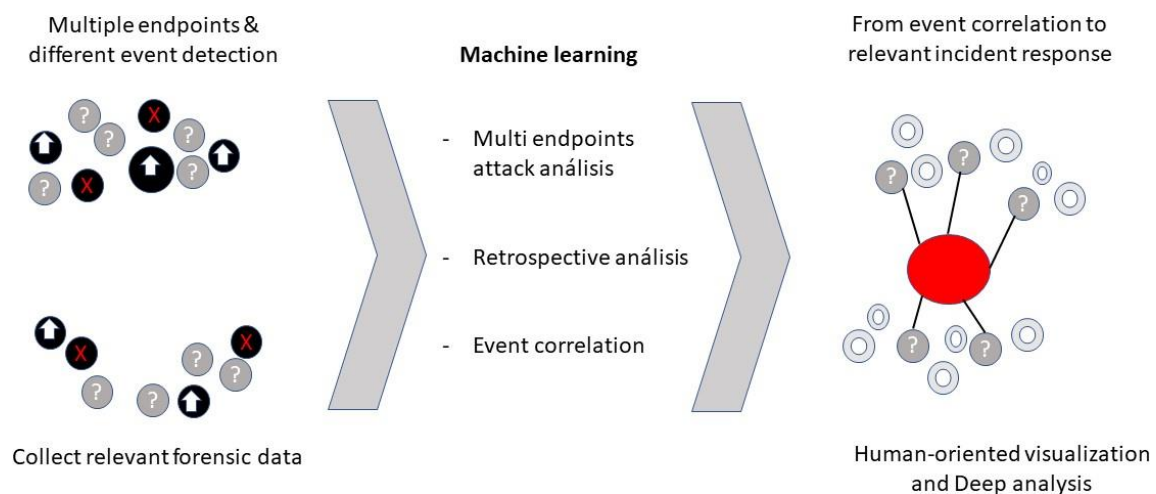 Multiple endpoints &
different event detection
? X ?
? ? ?
? X
X
? ?
? ?
Collect relevant forensic data
Machine learning
- Multi endpoints
attack análisis
- Retrospective análisis
- Event correlation
From event correlation to
relevant incident response
? ?
?
? ?
Human-oriented visualization
and Deep analysis